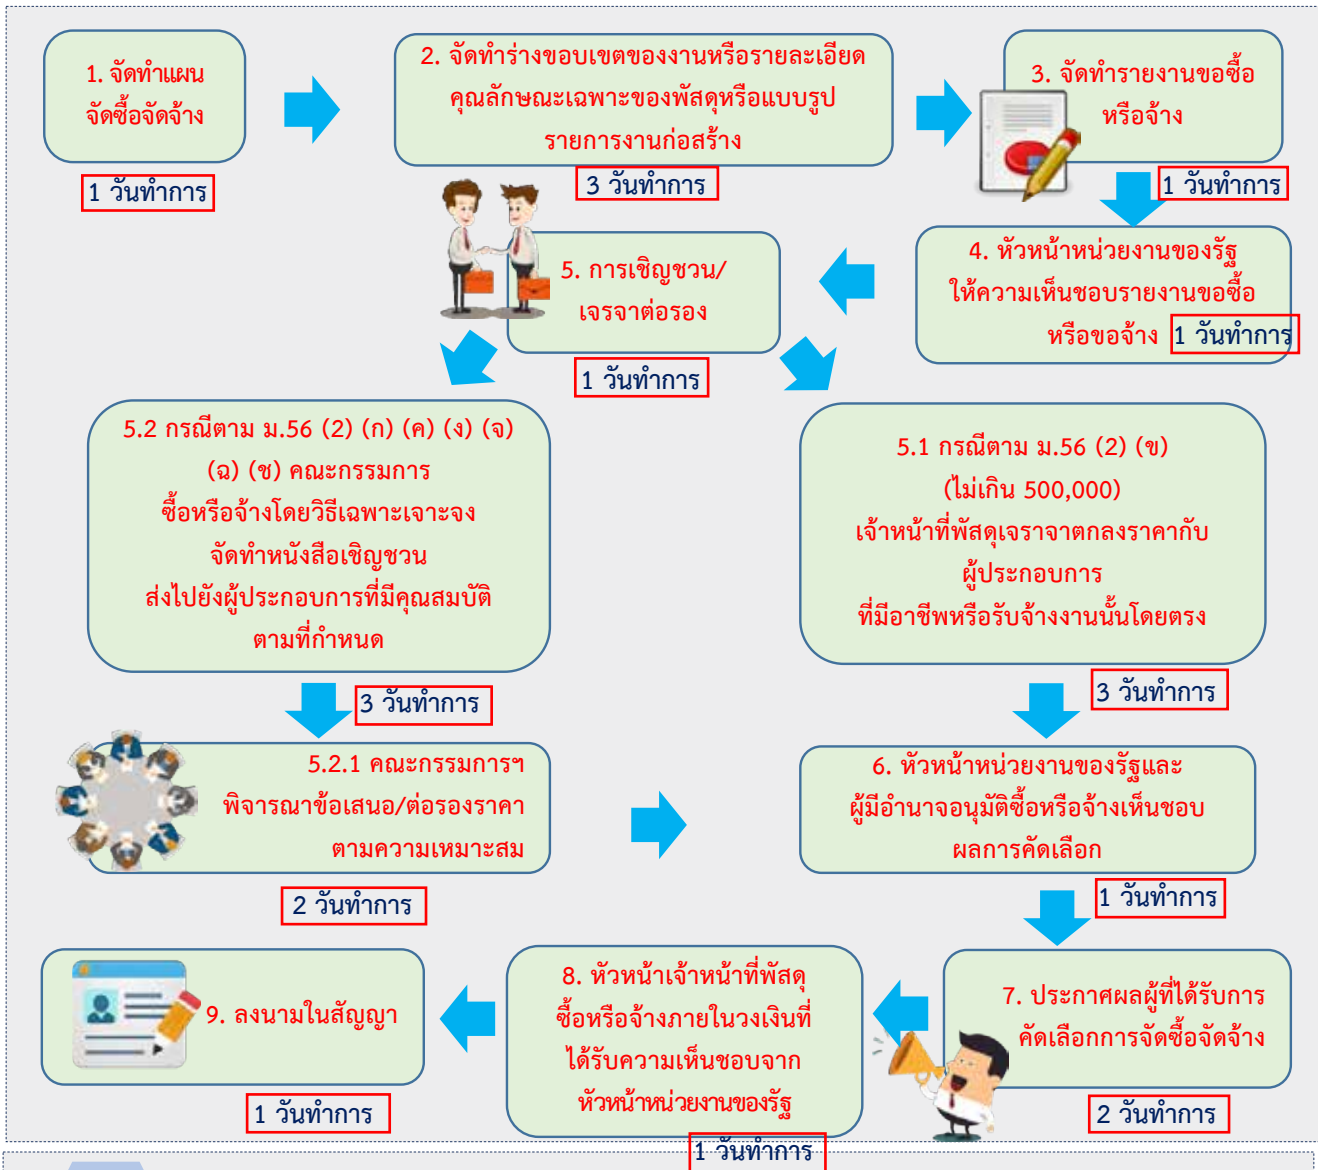 1. จัดทำแผน
จัดซื้อจัดจ้าง
1 วันทำการ
2. จัดทำร่างขอบเขตของงานหรือรายละเอียด
คุณลักษณะเฉพาะของพัสดุหรือแบบรูป
รายการงานก่อสร้าง
3 วันทำการ
3. จัดทำรายงานขอซื้อ
หรือจ้าง
1 วันทำการ
4. หัวหน้าหน่วยงานของรัฐ
ให้ความเห็นชอบรายงานขอซื้อ
หรือขอจ้าง 1 วันทำการ
5. การเชิญชวน/
เจรจาต่อรอง
1 วันทำการ
5.2 กรณีตาม ม.56 (2) (ก) (ค) (ง) (จ)
(ฉ) (ช) คณะกรรมการ
ซื้อหรือจ้างโดยวิธีเฉพาะเจาะจง
จัดทำหนังสือเชิญชวน
ส่งไปยังผู้ประกอบการที่มีคุณสมบัติ
ตามที่กำหนด
3 วันทำการ
5.1 กรณีตาม ม.56 (2) (ข)
(ไม่เกิน 500,000)
เจ้าหน้าที่พัสดุเจราจาตกลงราคากับ
ผู้ประกอบการ
ที่มีอาชีพหรือรับจ้างงานนั้นโดยตรง
3 วันทำการ
5.2.1 คณะกรรมการฯ
พิจารณาข้อเสนอ/ต่อรองราคา
ตามความเหมาะสม
2 วันทำการ
6. หัวหน้าหน่วยงานของรัฐและ
ผู้มีอำนาจอนุมัติซื้อหรือจ้างเห็นชอบ
ผลการคัดเลือก
1 วันทำการ
7. ประกาศผลผู้ที่ได้รับการ
คัดเลือกการจัดซื้อจัดจ้าง
2 วันทำการ
8. หัวหน้าเจ้าหน้าที่พัสดุ
ซื้อหรือจ้างภายในวงเงินที่
ได้รับความเห็นชอบจาก
หัวหน้าหน่วยงานของรัฐ
1 วันทำการ
9. ลงนามในสัญญา
1 วันทำการ